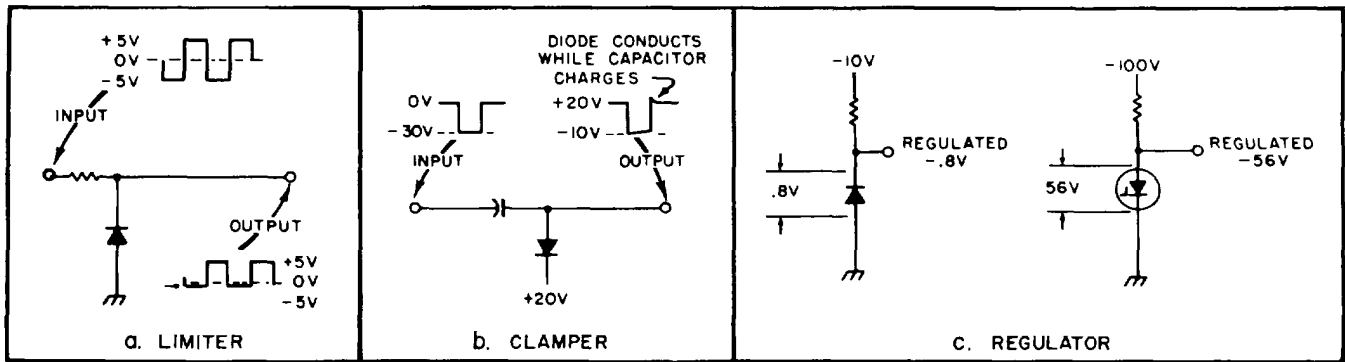 +5V
0V
-5V
INPUT
OUTPUT
+5V
0V
-5V
a. LIMITER
DIODE CONDUCTS
WHILE CAPACITOR
CHARGES
0V
-30V
+20V
-10V
INPUT
OUTPUT
+20V
b. CLAMPER
-10V
REGULATED
-.8V
.8V
-100V
REGULATED
-56V
56V
c. REGULATOR